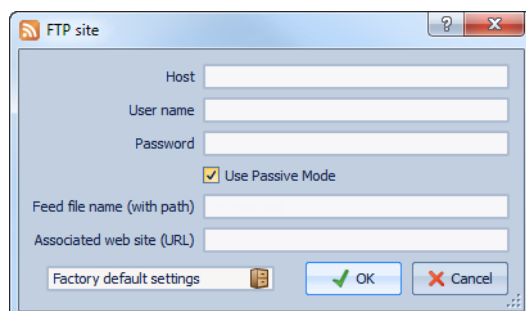 FTP site
?
X
Host
User name
Password
Use Passive Mode
Feed file name (with path)
Associated web site (URL)
Factory default settings
OK
Cancel